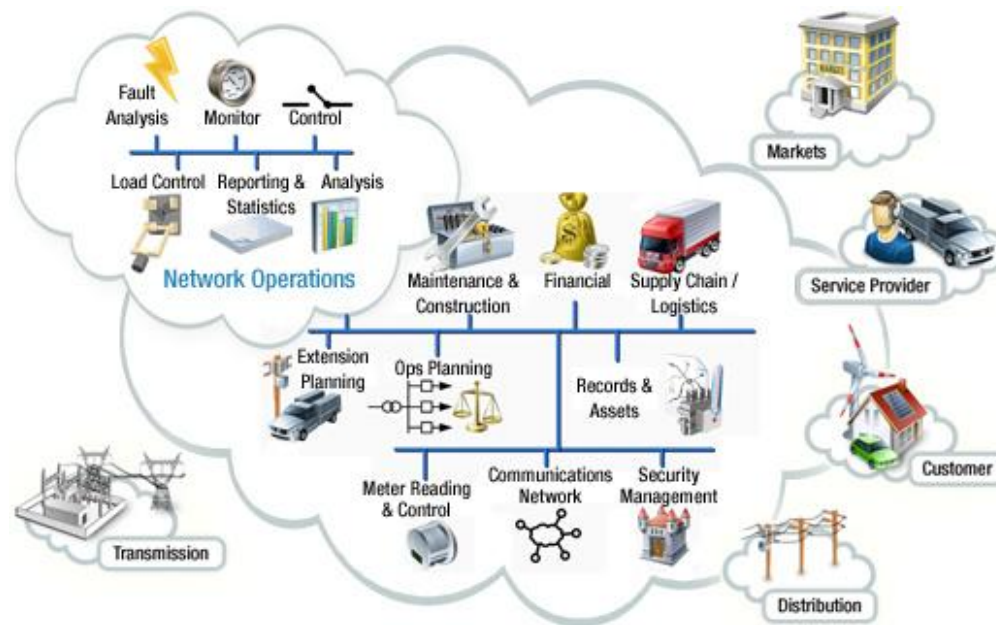 Fault
Analysis
Monitor
Control
Load Control
Reporting &
Statistics
Analysis
Network Operations
MARKETS
Markets
Service Provider
Maintenance &
Construction
Financial
Supply Chain /
Logistics
Extension
Planning
Ops Planning
Records &
Assets
Customer
Meter Reading
& Control
Communications
Network
Security
Management
Transmission
Distribution